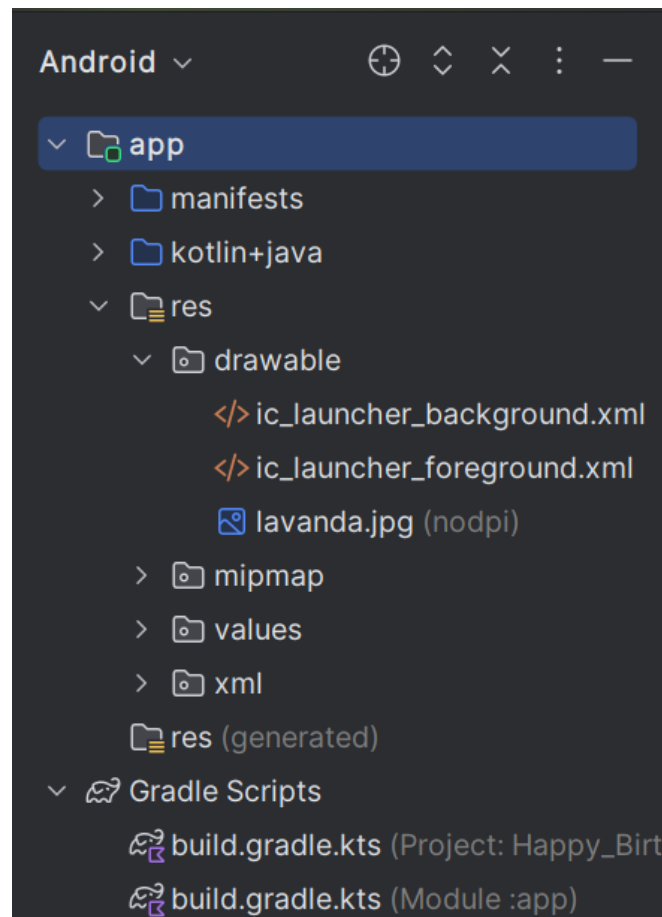 Android
app
manifests
kotlin+java
res
drawable
ic_launcher_background.xml
ic_launcher_foreground.xml
lavanda.jpg (nodpi)
mipmap
values
xml
res (generated)
Gradle Scripts
build.gradle.kts (Project: Happy_Birt
build.gradle.kts (Module :app)